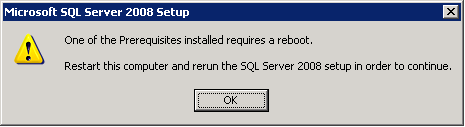 Microsoft SQL Server 2008 Setup
One of the Prerequisites installed requires a reboot.
Restart this computer and rerun the SQL Server 2008 setup in order to continue.
OK